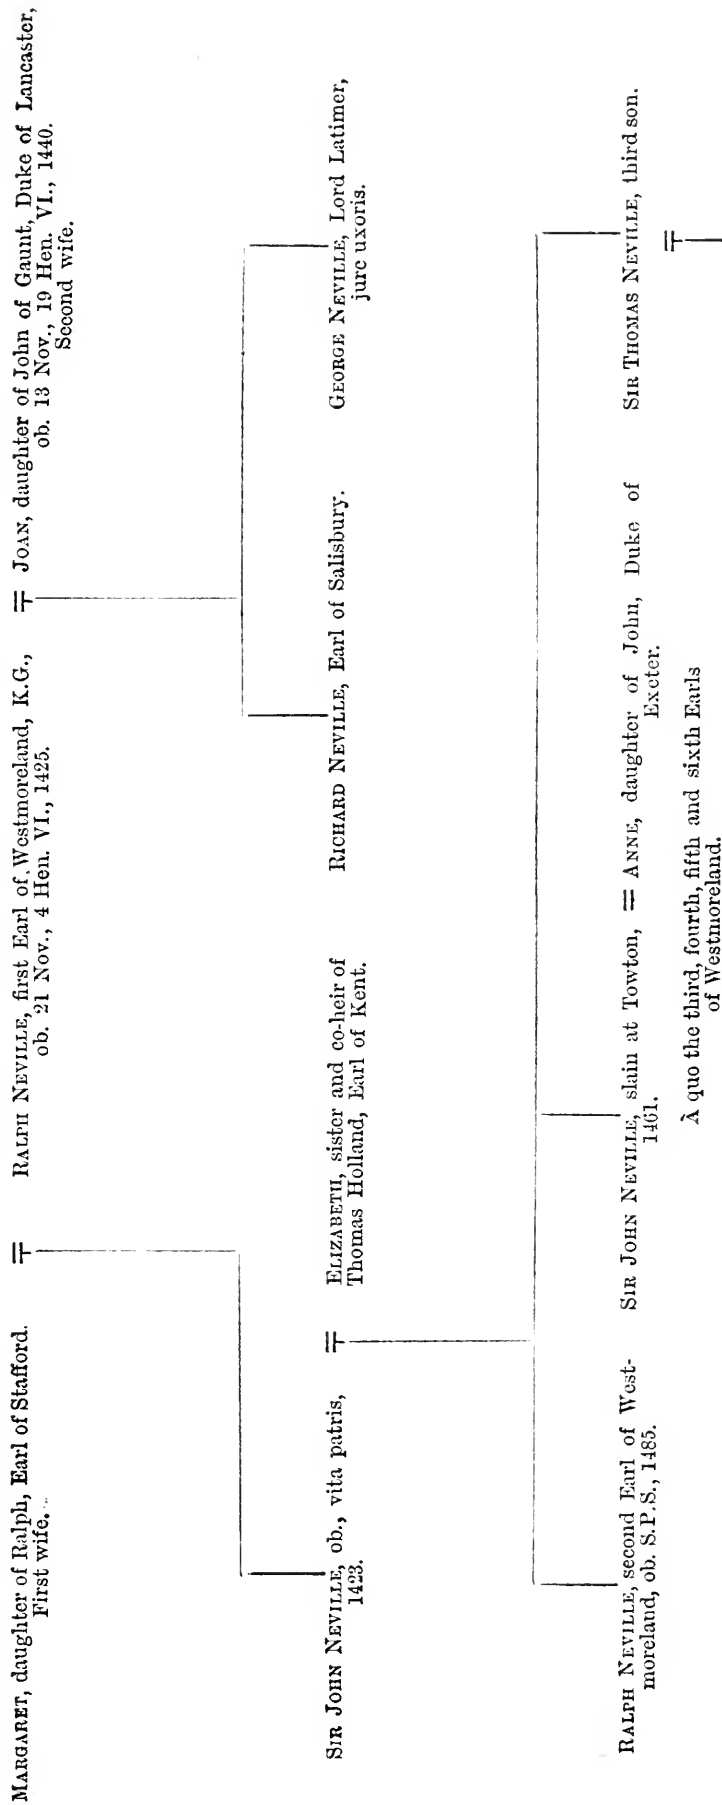 MARGARET, daughter of Ralph, Earl of Stafford.
First wife.
RALPH NEVILLE, first Earl of Westmoreland, K.G.,
ob. 21 Nov., 4 Hen. VI., 1425.
JOAN, daughter of John of Gaunt, Duke of Lancaster,
ob. 13 Nov., 19 Hen. VI., 1440.
Second wife.
SIR JOHN NEVILLE, ob., vita patris,
1423.
ELIZABETH, sister and co-heir of
Thomas Holland, Earl of Kent.
RICHARD NEVILLE, Earl of Salisbury.
GEORGE NEVILLE, Lord Latimer,
jure uxoris.
RALPH NEVILLE, second Earl of West-
moreland, ob. S.P.S., 1485.
SIR JOHN NEVILLE, slain at Towton,
1461.
= ANNE, daughter of John, Duke of
Exeter.
SIR THOMAS NEVILLE, third son.
À quo the third, fourth, fifth and sixth Earls
of Westmoreland.